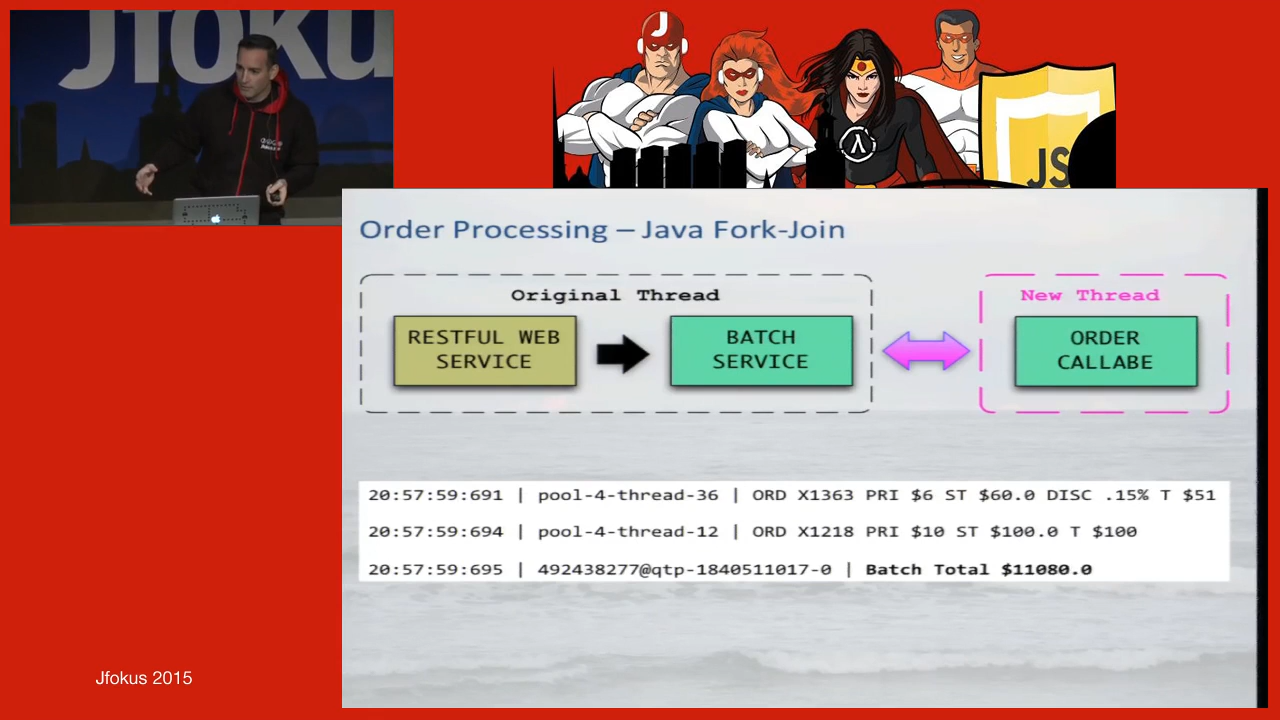 Jfoku
J
JS
Order Processing – Java Fork-Join
Original Thread
New Thread
RESTFUL WEB
SERVICE
BATCH
SERVICE
ORDER
CALLABE
20:57:59:691 | pool-4-thread-36 | ORD X1363 PRI $6 ST $60.0 DISC .15% T $51
20:57:59:694 | pool-4-thread-12 | ORD X1218 PRI $10 ST $100.0 T $100
20:57:59:695 | 492438277@qtp-1840511017-0 | Batch Total $11080.0
Jfokus 2015